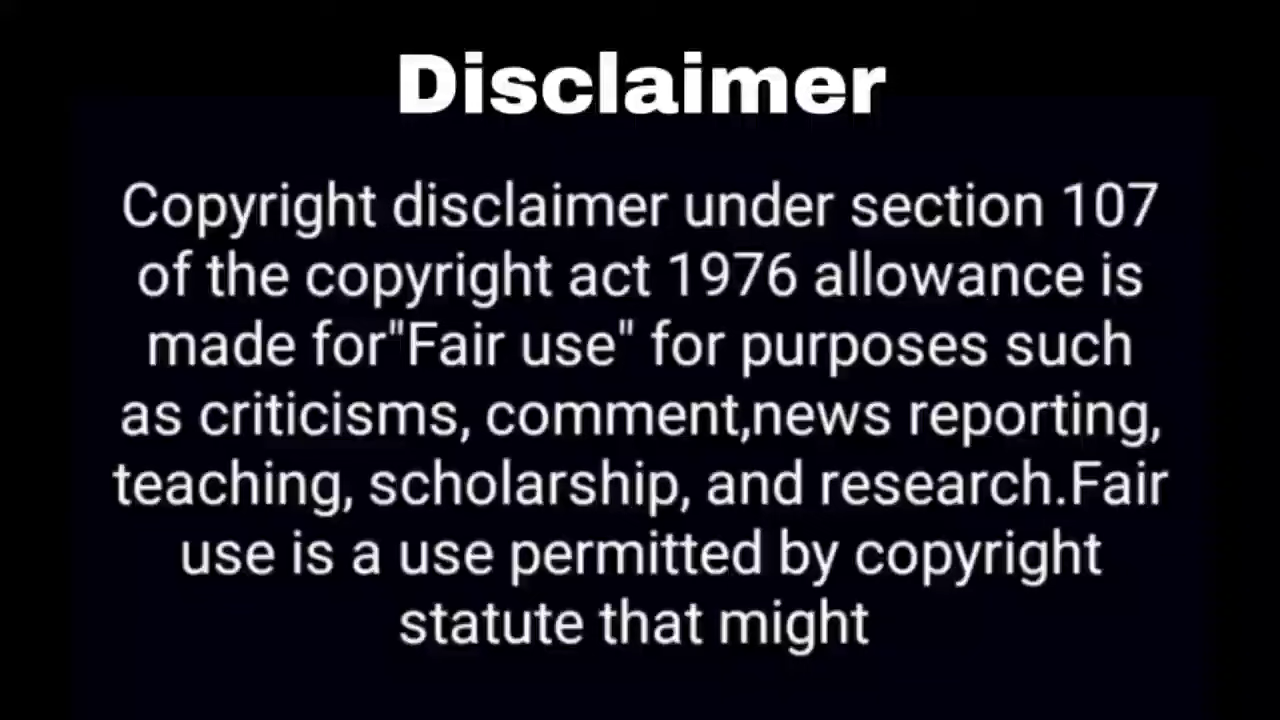 Disclaimer
Copyright disclaimer under section 107
of the copyright act 1976 allowance is
made for"Fair use" for purposes such
as criticisms, comment,news reporting,
teaching, scholarship, and research.Fair
use is a use permitted by copyright
statute that might